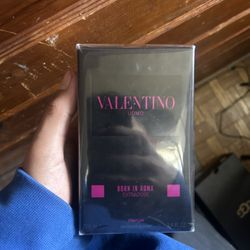 VALENTINO
UOMO
BORN IN ROMA
EXTRADOSE
PARFUM